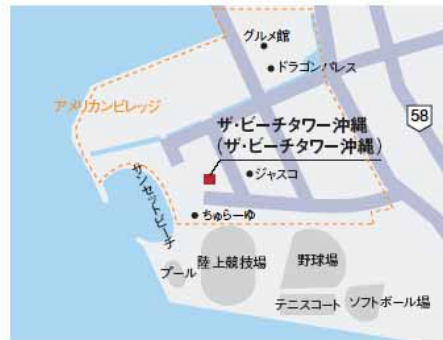 グルメ館
ドラゴンパレス
アメリカンビレッジ
58
ザ・ビーチタワー沖縄
(ザ・ビーチタワー沖縄)
ジャスコ
サンセットビーチ
ちゅらーゆ
プール
陸上競技場
野球場
テニスコート
ソフトボール場